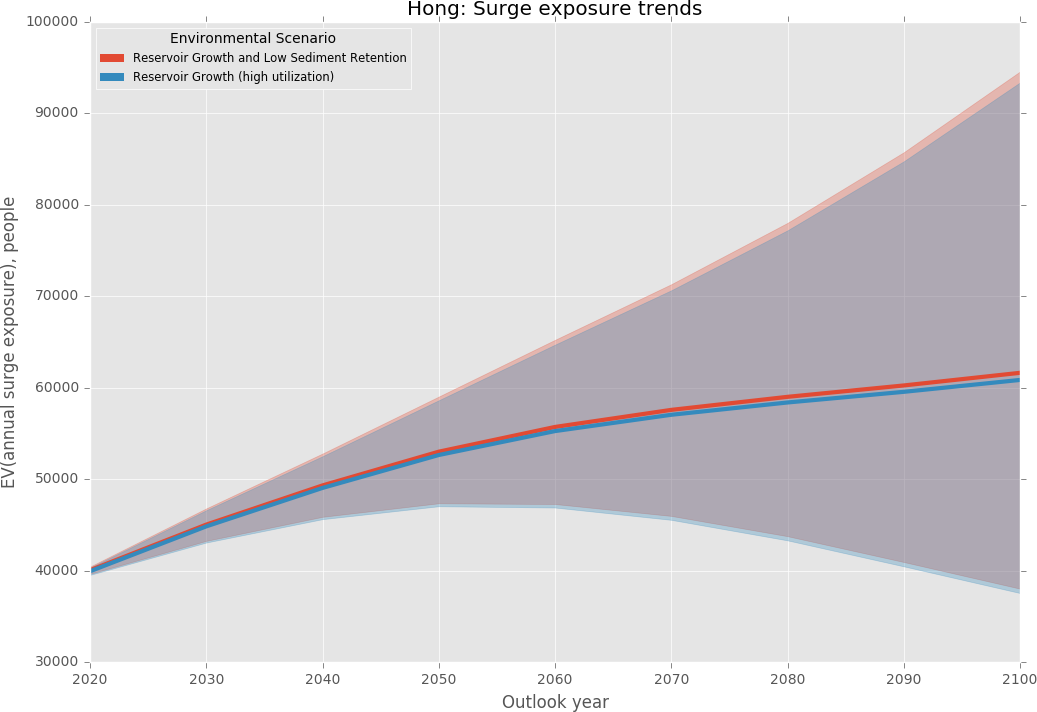 Hong: Surge exposure trends
EV(annual surge exposure), people
100000
90000
80000
70000
60000
50000
40000
30000
Environmental Scenario
Reservoir Growth and Low Sediment Retention
Reservoir Growth (high utilization)
2020 2030 2040 2050 2060 2070 2080 2090 2100
Outlook year